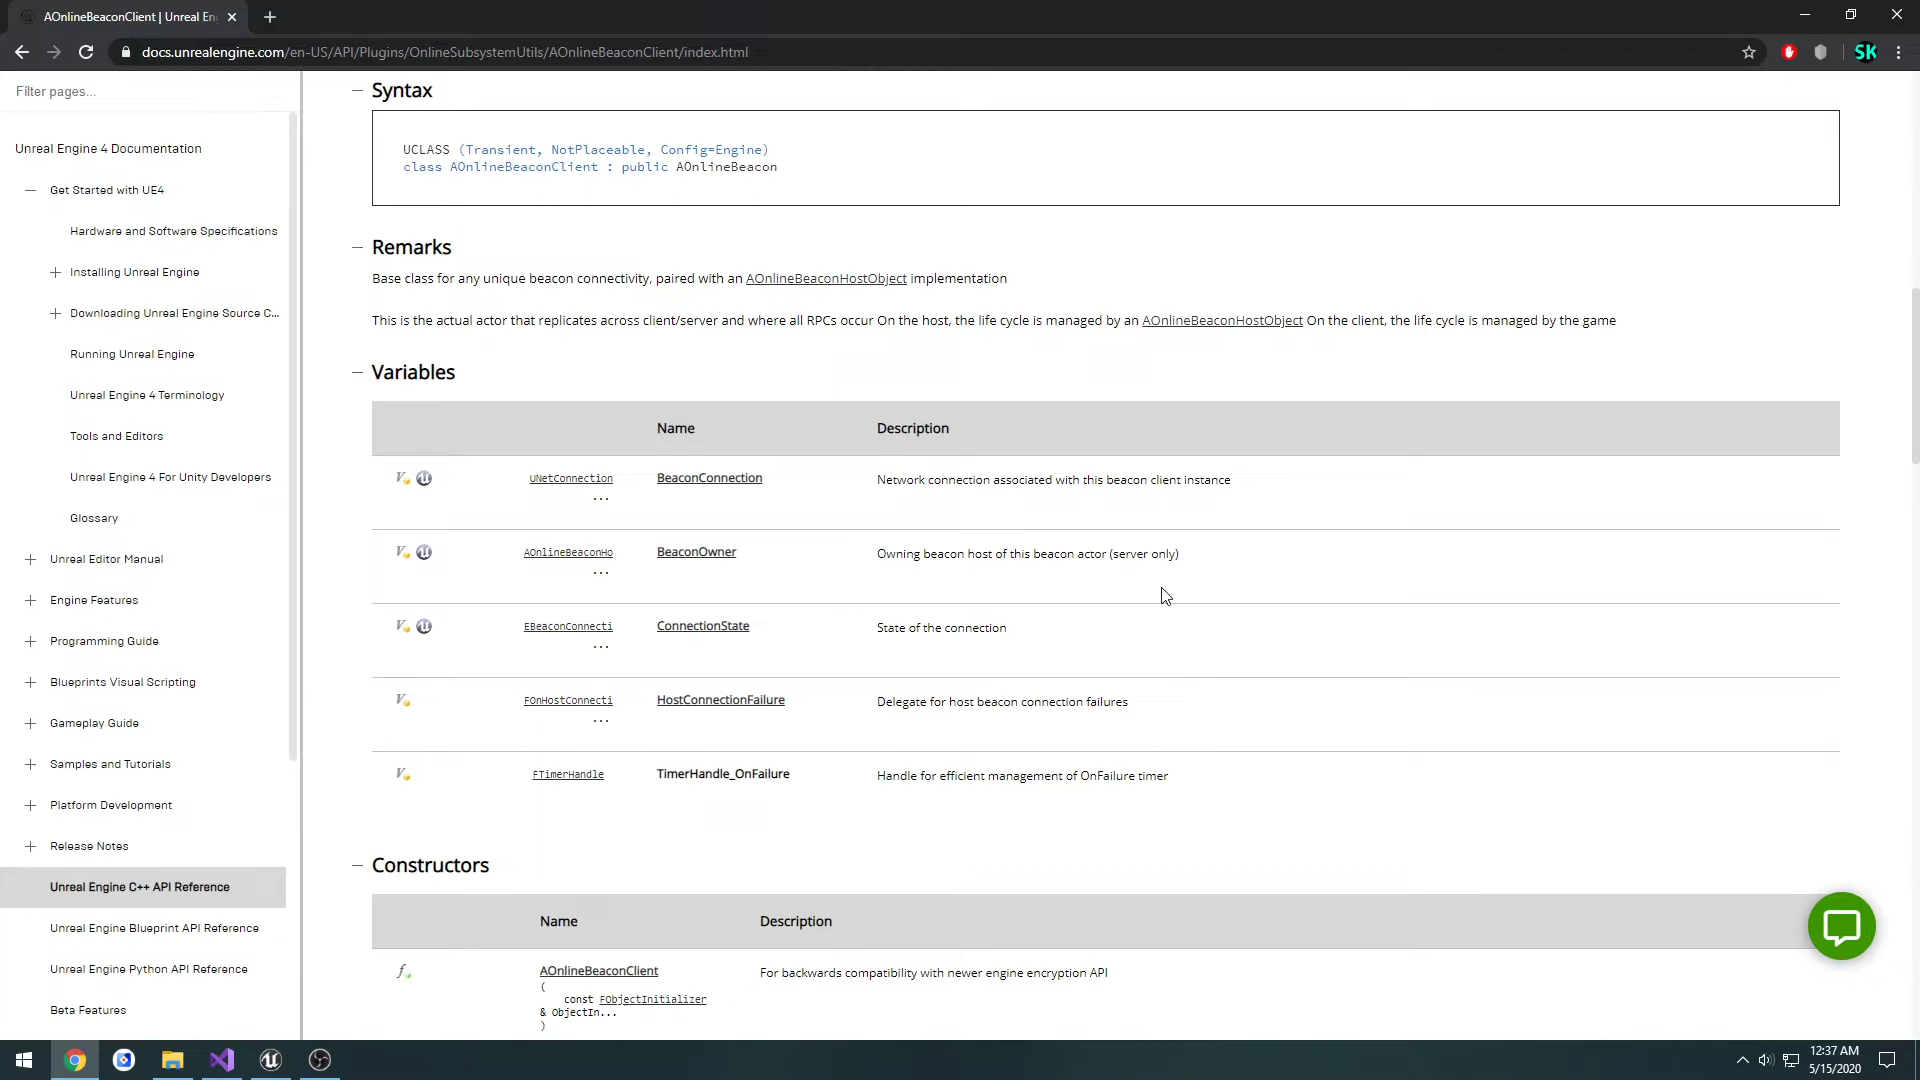 AOnlineBeaconClient | Unreal En
docs.unrealengine.com/en-US/API/Plugins/OnlineSubsystemUtils/AOnlineBeaconClient/index.html
SK
Filter pages...
Unreal Engine 4 Documentation
Get Started with UE4
Hardware and Software Specifications
Installing Unreal Engine
Downloading Unreal Engine Source C...
Running Unreal Engine
Unreal Engine 4 Terminology
Tools and Editors
Unreal Engine 4 For Unity Developers
Glossary
Unreal Editor Manual
Engine Features
Programming Guide
Blueprints Visual Scripting
Gameplay Guide
Samples and Tutorials
Platform Development
Release Notes
Unreal Engine C++ API Reference
Unreal Engine Blueprint API Reference
Unreal Engine Python API Reference
Beta Features
Syntax
UCLASS (Transient, NotPlaceable, Config=Engine)
class AOnlineBeaconClient : public AOnlineBeacon
Remarks
Base class for any unique beacon connectivity, paired with an AOnlineBeaconHostObject implementation
This is the actual actor that replicates across client/server and where all RPCs occur On the host, the life cycle is managed by an AOnlineBeaconHostObject On the client, the life cycle is managed by the game
Variables
Name Description
UNetConnection BeaconConnection Network connection associated with this beacon client instance
...
AOnlineBeaconHo BeaconOwner Owning beacon host of this beacon actor (server only)
...
EBeaconConnecti ConnectionState State of the connection
...
FOnHostConnecti HostConnectionFailure Delegate for host beacon connection failures
...
FTimerHandle TimerHandle_OnFailure Handle for efficient management of OnFailure timer
Constructors
Name Description
AOnlineBeaconClient For backwards compatibility with newer engine encryption API
(
const FObjectInitializer
& ObjectIn...
)
12:37 AM
5/15/2020